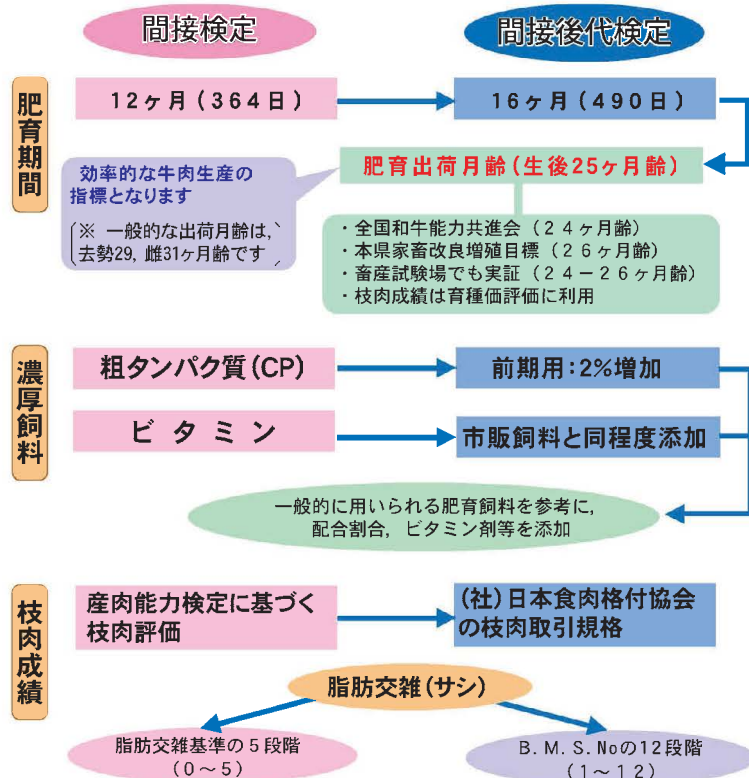 間接検定
間接後代検定
肥育期間
12ヶ月(364日)
16ヶ月(490日)
効率的な牛肉生産の
指標となります
(※ 一般的な出荷月齢は,
去勢29, 雌31ヶ月齢です)
肥育出荷月齢(生後25ヶ月齢)
・全国和牛能力共進会(24ヶ月齢)
・本県家畜改良増殖目標(26ヶ月齢)
・畜産試験場でも実証(24−26ヶ月齢)
・枝肉成績は育種価評価に利用
濃厚飼料
粗タンパク質(CP)
前期用:2%増加
ビタミン
市販飼料と同程度添加
一般的に用いられる肥育飼料を参考に,
配合割合, ビタミン剤等を添加
枝肉成績
産肉能力検定に基づく
枝肉評価
(社)日本食肉格付協会
の枝肉取引規格
脂肪交雑(サシ)
脂肪交雑基準の5段階
(0~5)
B.M.S.Noの12段階
(1~12)